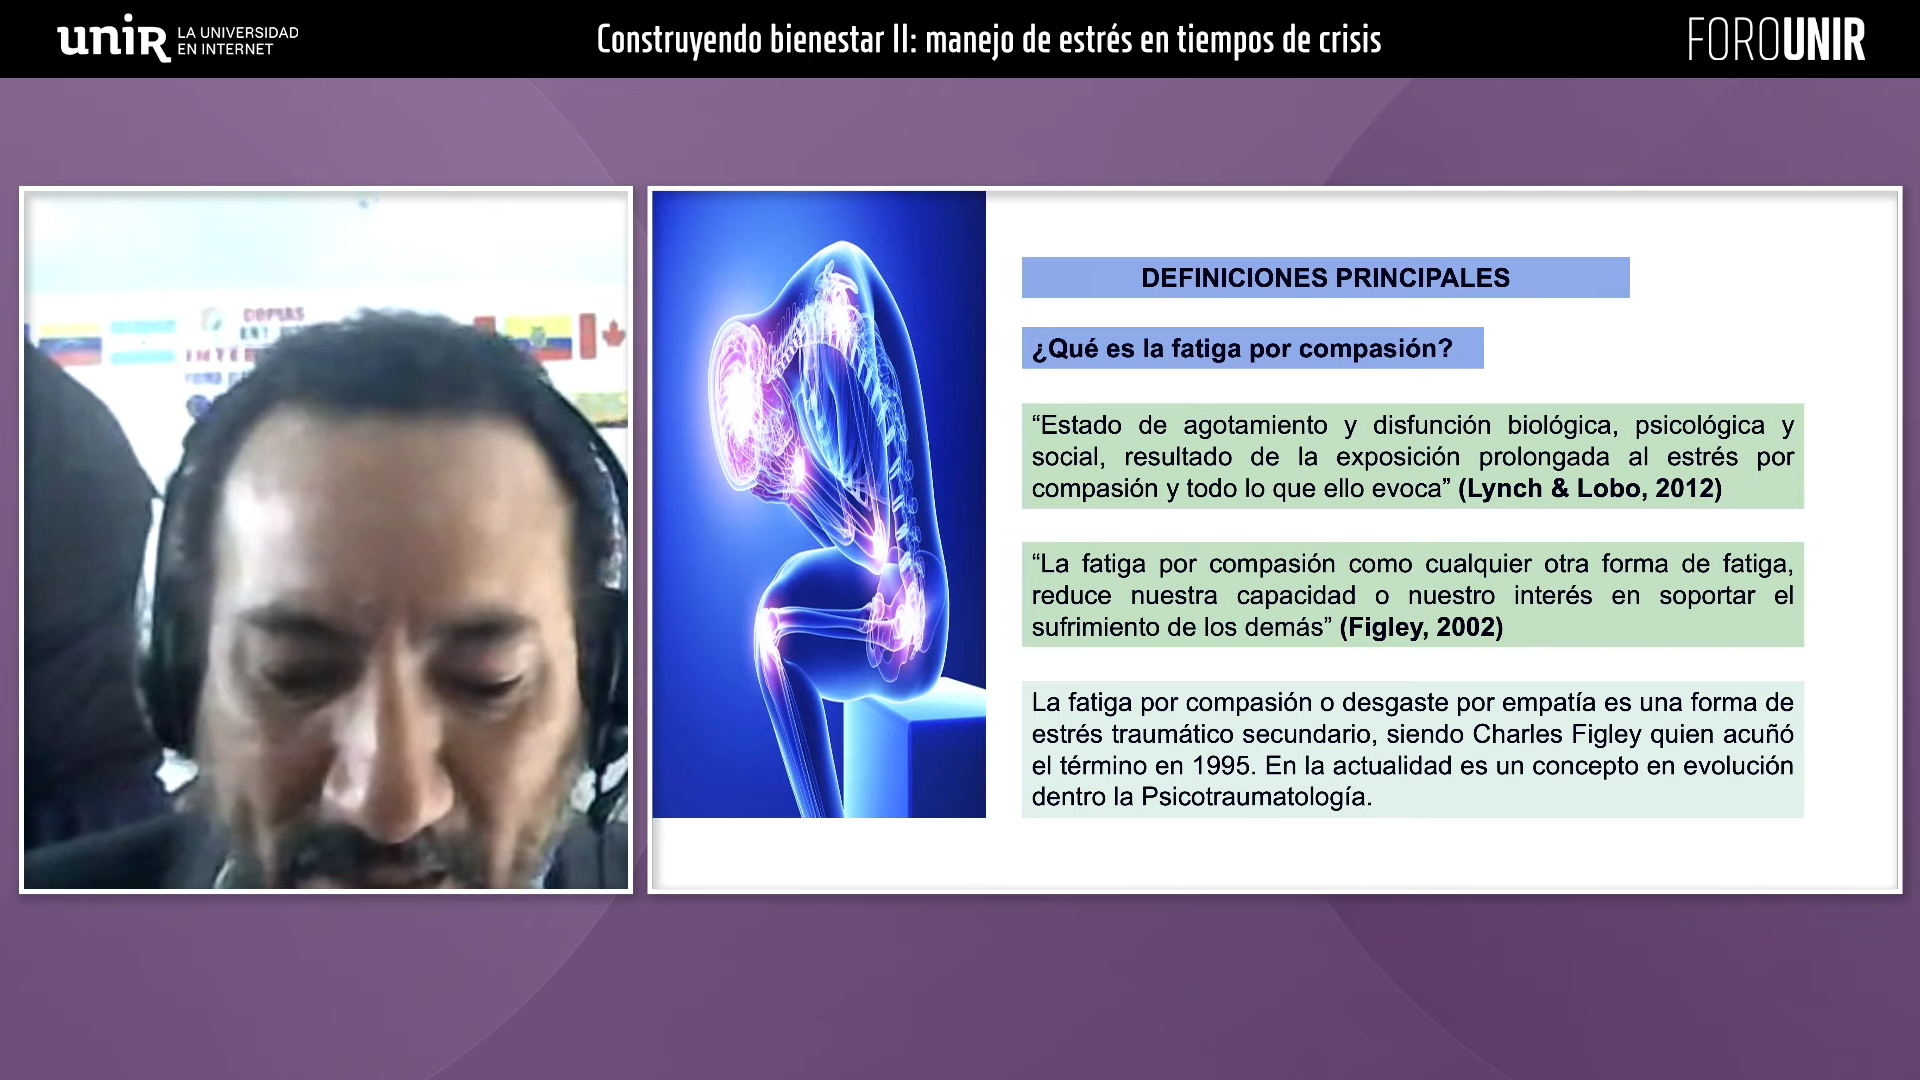 unir LA UNIVERSIDAD
EN INTERNET
Construyendo bienestar II: manejo de estrés en tiempos de crisis
FOROUNIR
COPIAS
INTE
DEFINICIONES PRINCIPALES
¿Qué es la fatiga por compasión?
“Estado de agotamiento y disfunción biológica, psicológica y
social, resultado de la exposición prolongada al estrés por
compasión y todo lo que ello evoca” (Lynch & Lobo, 2012)
“La fatiga por compasión como cualquier otra forma de fatiga,
reduce nuestra capacidad o nuestro interés en soportar el
sufrimiento de los demás” (Figley, 2002)
La fatiga por compasión o desgaste por empatía es una forma de
estrés traumático secundario, siendo Charles Figley quien acuñó
el término en 1995. En la actualidad es un concepto en evolución
dentro la Psicotraumatología.